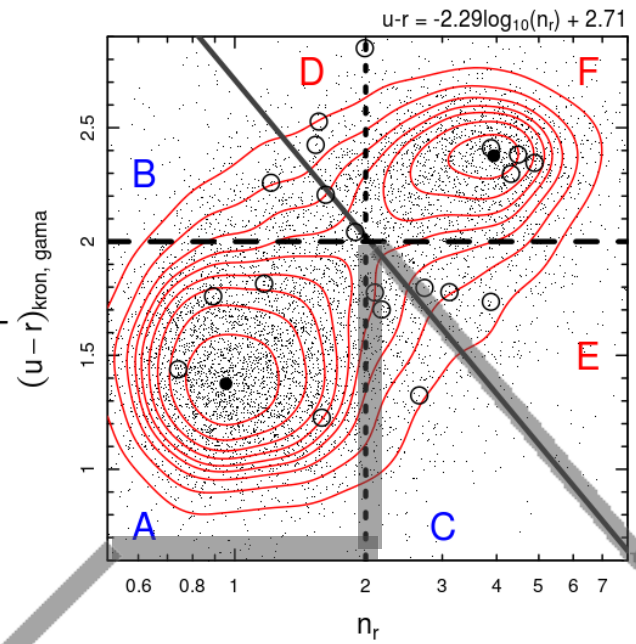 u-r = -2.29log₁₀(nᵣ) + 2.71
D
F
2.5
B
2
(u−r)kron, gama
1.5
E
1
A
C
0.6 0.8 1 2 3 4 5 6 7
nᵣ